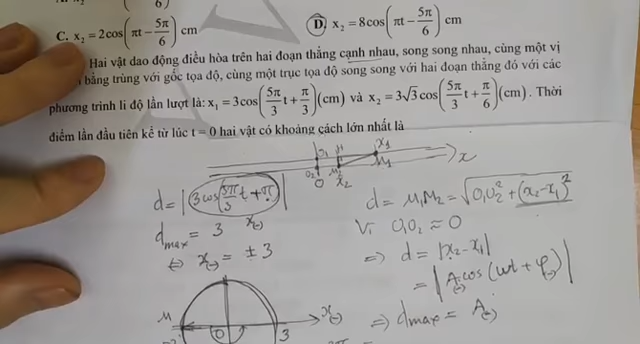 C. x₂ = 2cos(πt − 5π/6) cm
D. x₂ = 8cos(πt − 5π/6) cm
Hai vật dao động điều hòa trên hai đoạn thẳng cạnh nhau, song song nhau, cùng một vị
bằng trùng với gốc tọa độ, cùng một trục tọa độ song song với hai đoạn thẳng đó với các
phương trình li độ lần lượt là: x₁ = 3cos(5π/3 t + π/3)(cm) và x₂ = 3√3cos(5π/3 t + π/6)(cm). Thời
điểm lần đầu tiên kể từ lúc t = 0 hai vật có khoảng cách lớn nhất là
x₁
x
O
x₂
d = |3cos(5π/3 t + π)|
x(-)
d = M₁M₂ = √(O₁O₂² + (x₂-x₁)²)
dmax = 3
Vì O₁O₂ ≈ 0
⇔ x(-) = ± 3
=> d = |x₂ - x₁|
= |A(-)cos(ωt + φ(-))|
M
O
3
x(-)
=> dmax = A(-)